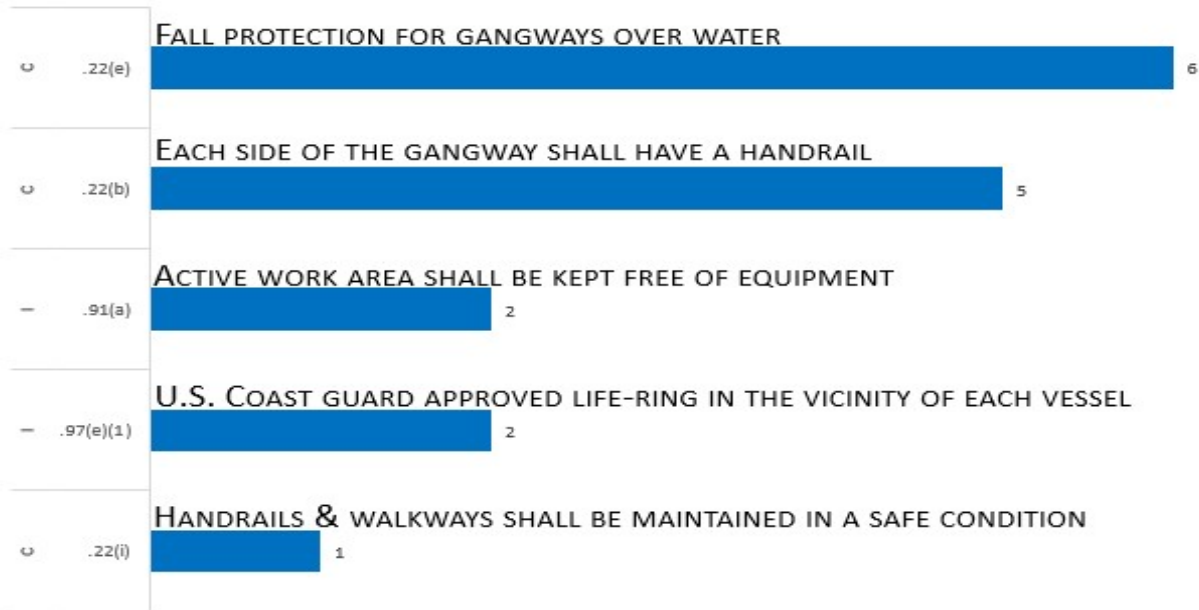 FALL PROTECTION FOR GANGWAYS OVER WATER
C .22(e) 6
EACH SIDE OF THE GANGWAY SHALL HAVE A HANDRAIL
C .22(b) 5
ACTIVE WORK AREA SHALL BE KEPT FREE OF EQUIPMENT
I .91(a) 2
U.S. COAST GUARD APPROVED LIFE-RING IN THE VICINITY OF EACH VESSEL
I .97(e)(1) 2
HANDRAILS & WALKWAYS SHALL BE MAINTAINED IN A SAFE CONDITION
C .22(i) 1